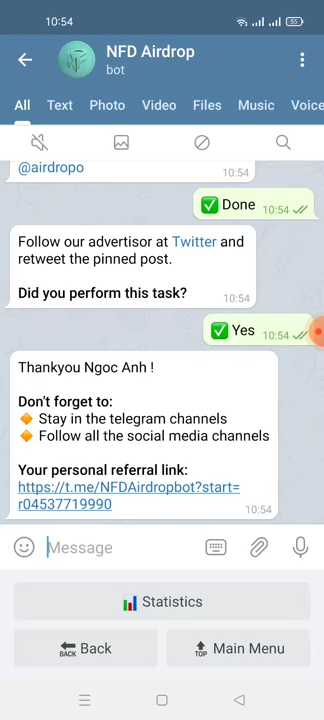 10:54
55
NFD Airdrop
bot
All Text Photo Video Files Music Voice
@airdropo
10:54
✅ Done 10:54
Follow our advertisor at Twitter and
retweet the pinned post.
Did you perform this task?
10:54
✅ Yes 10:54
Thankyou Ngoc Anh !
Don't forget to:
🔸 Stay in the telegram channels
🔸 Follow all the social media channels
Your personal referral link:
https://t.me/NFDAirdropbot?start=
r04537719990
10:54
Message
📊 Statistics
🔙 Back
🔝 Main Menu